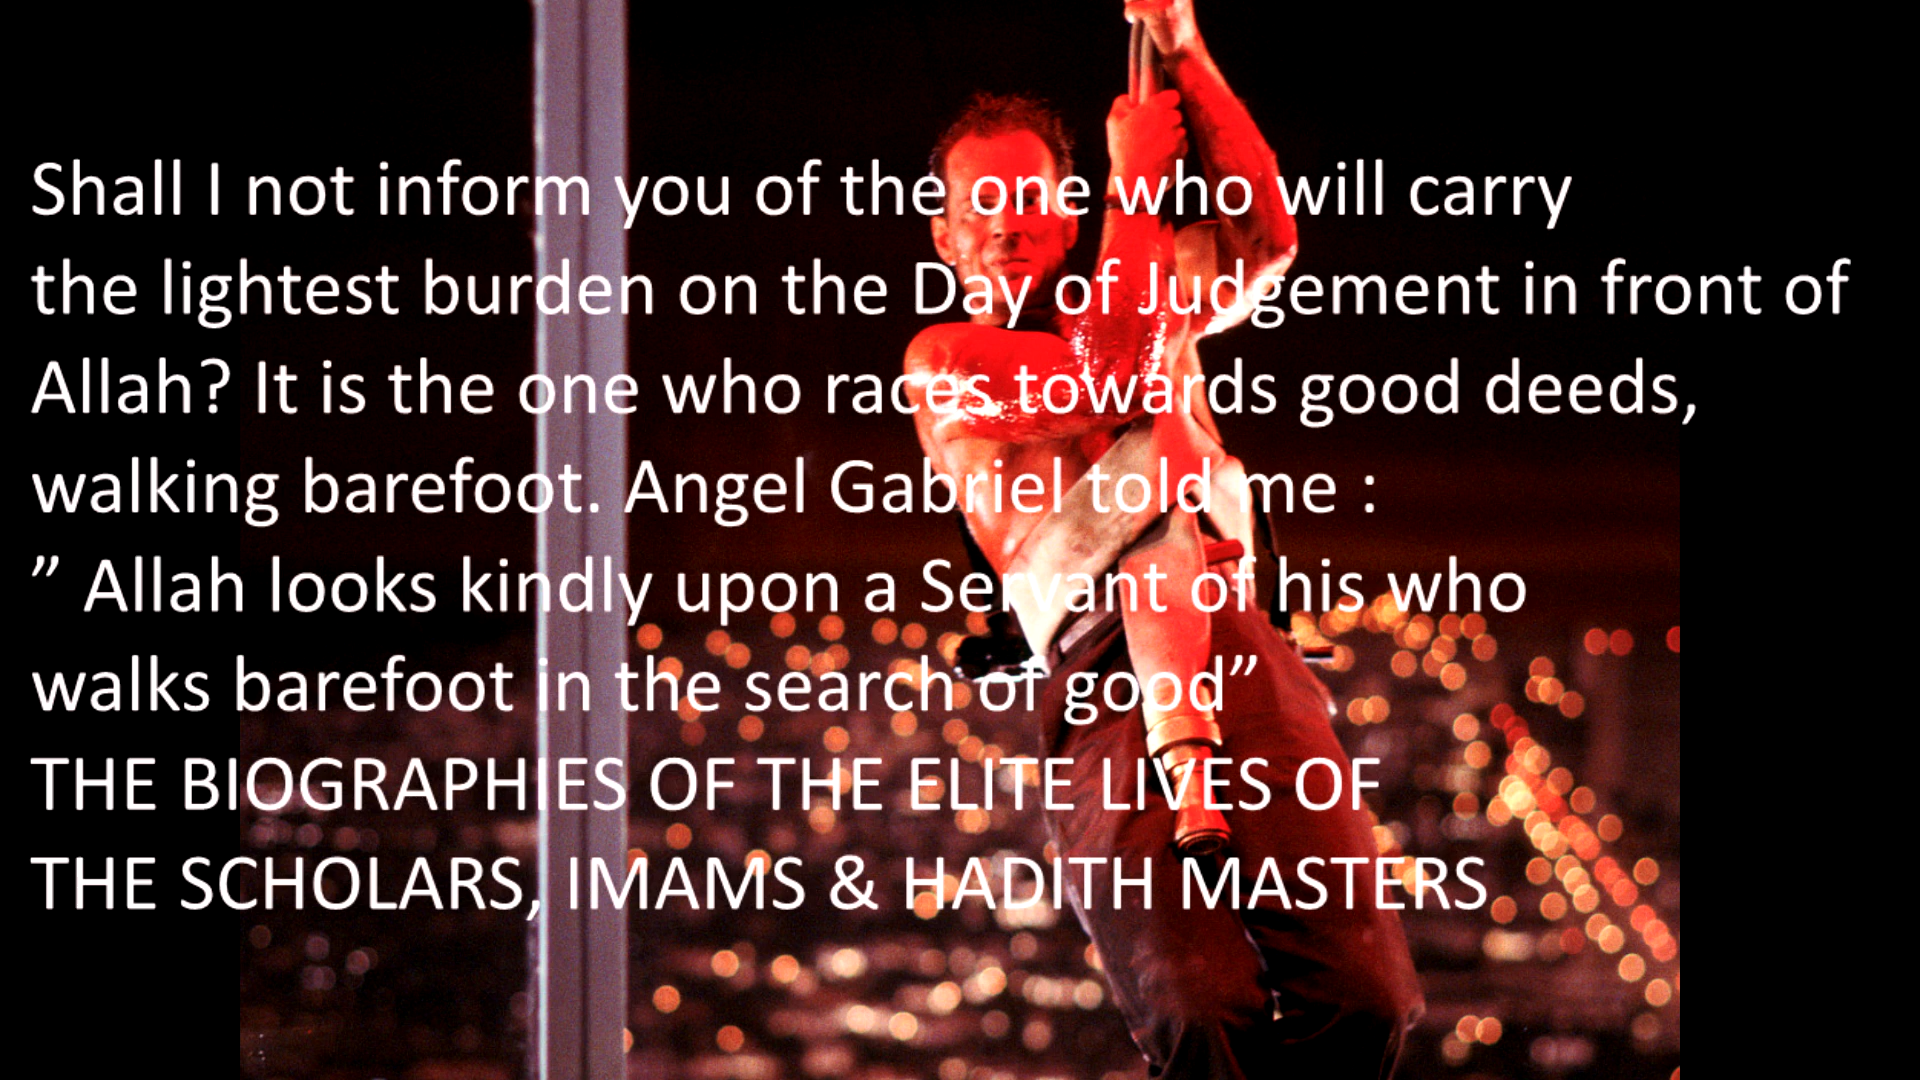 Shall I not inform you of the one who will carry
the lightest burden on the Day of Judgement in front of
Allah? It is the one who races towards good deeds,
walking barefoot. Angel Gabriel told me :
” Allah looks kindly upon a Servant of his who
walks barefoot in the search of good”
THE BIOGRAPHIES OF THE ELITE LIVES OF
THE SCHOLARS, IMAMS & HADITH MASTERS